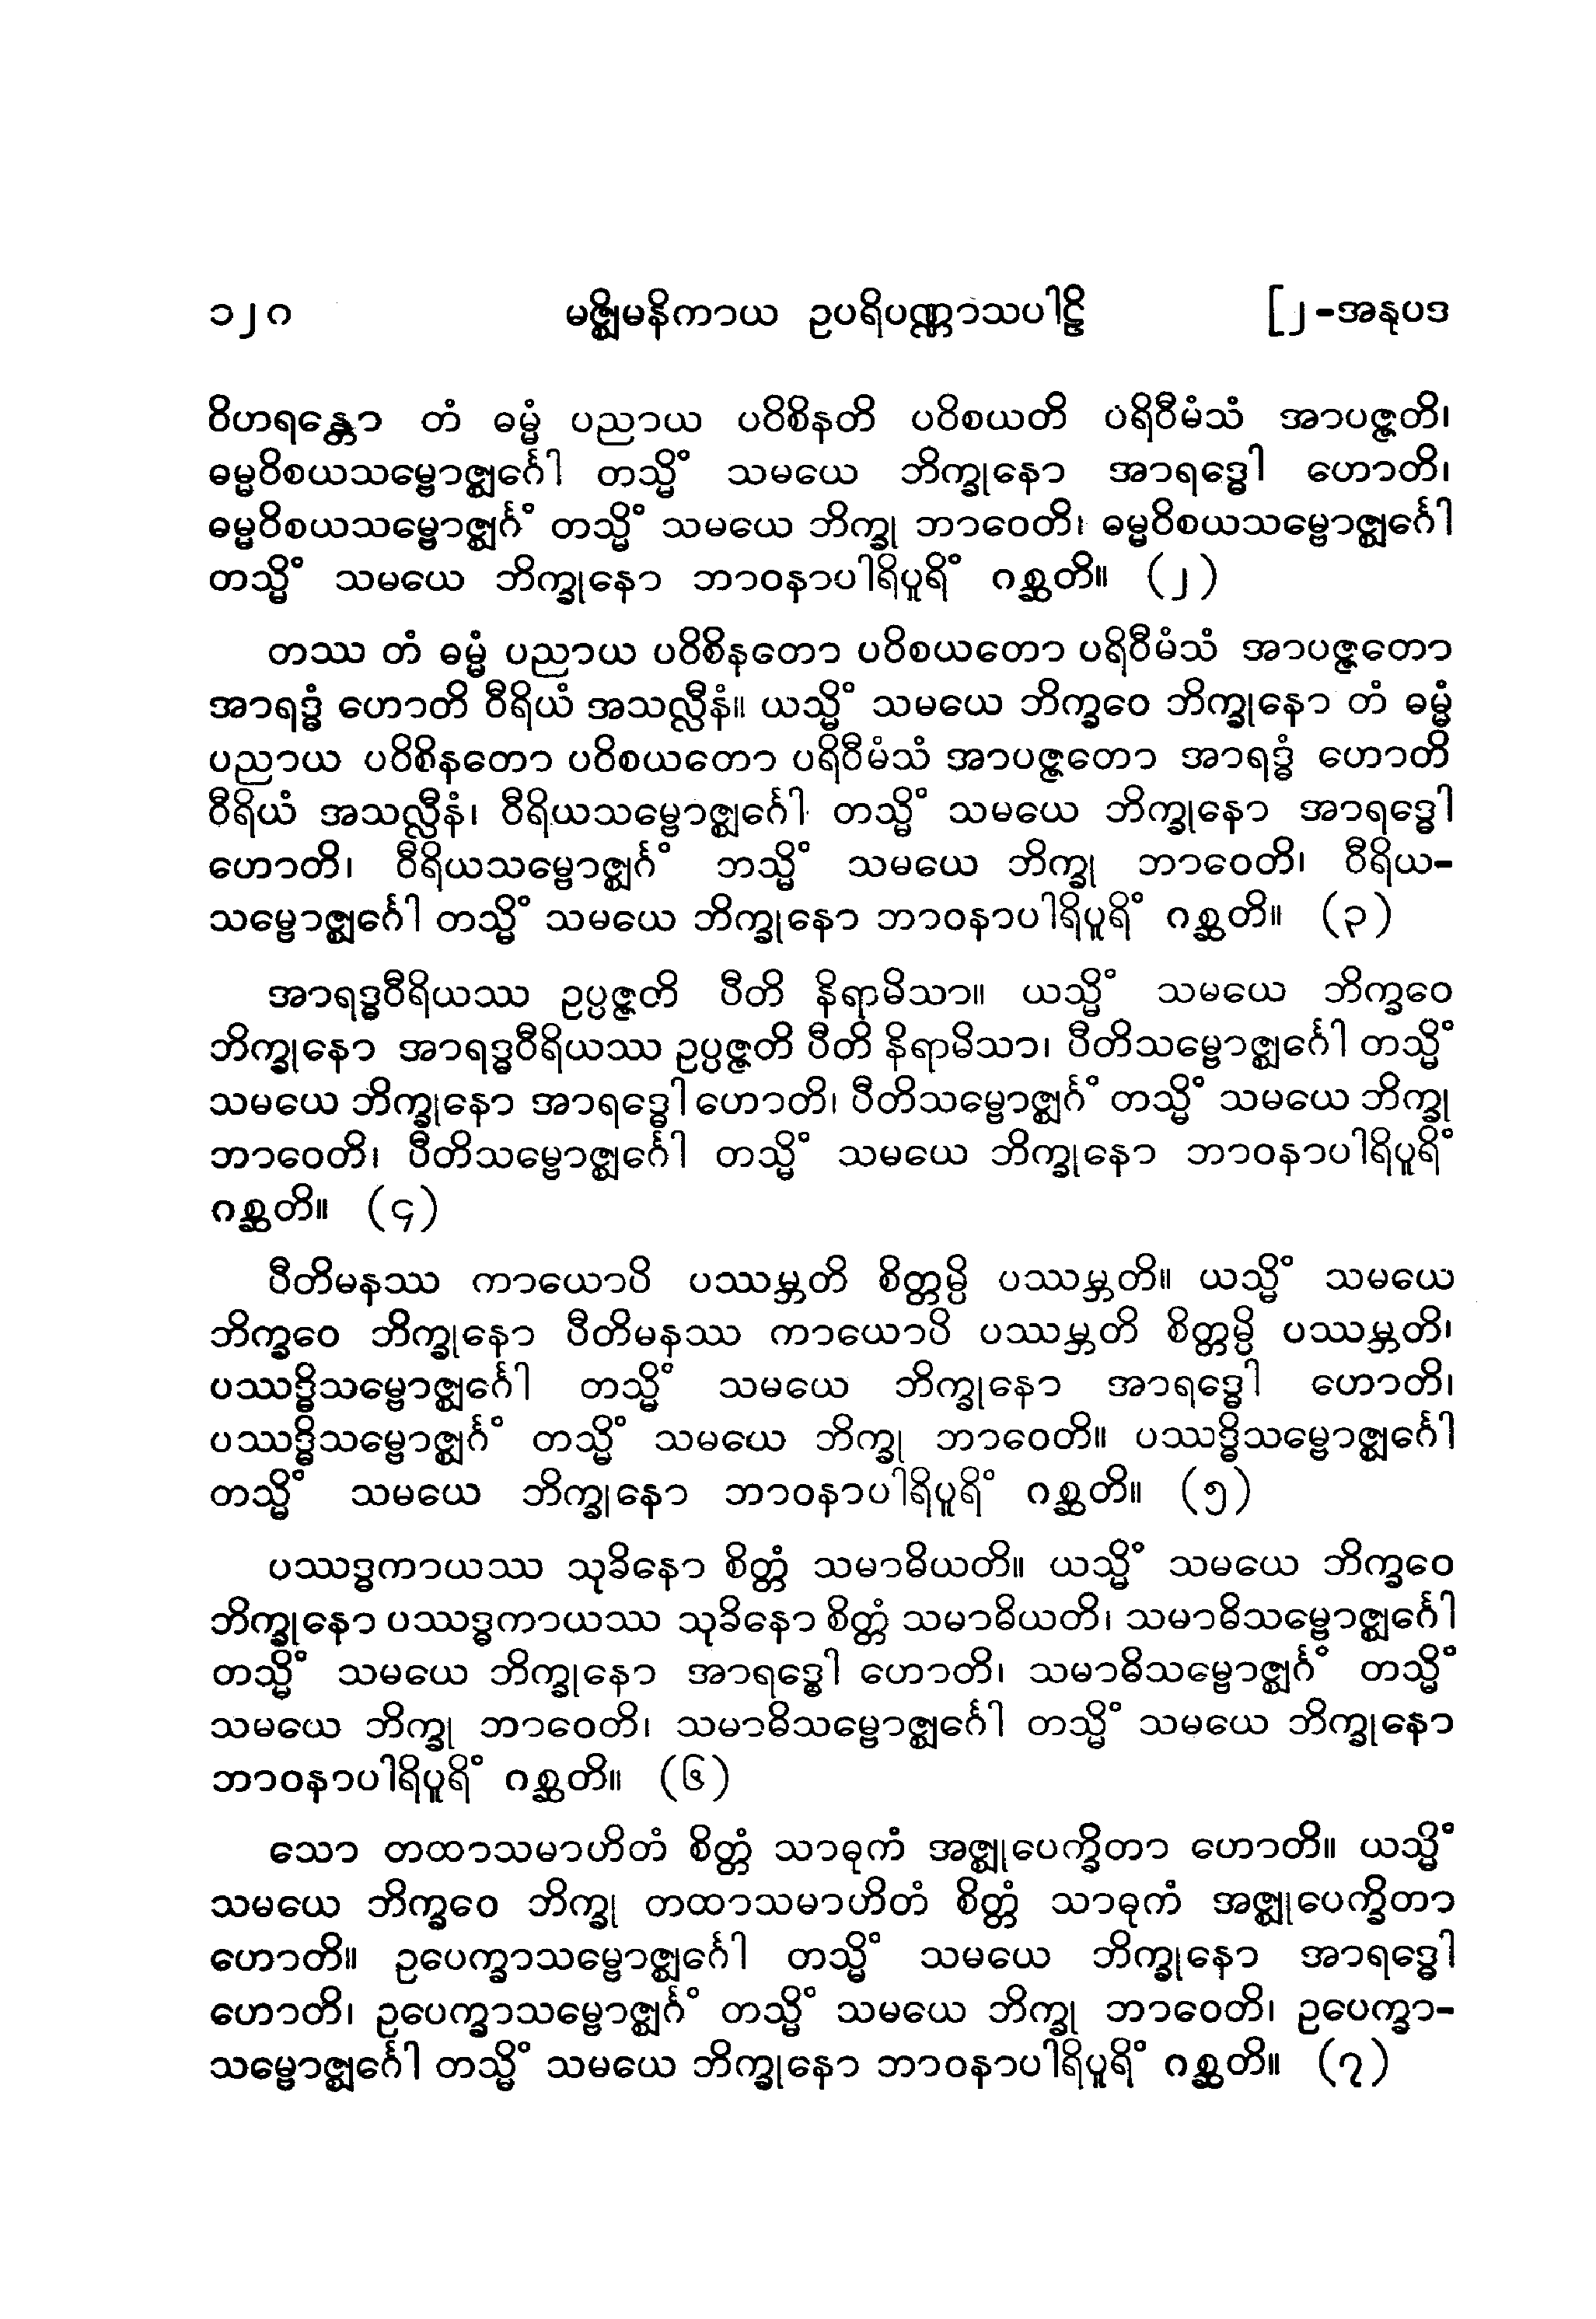 ၁၂ဂ မဇ္ဈိမနိကာယ ဥပရိပဏ္ဏာသပါဠိ [၂-အနုပဒ
ဝိဟရန္တော တံ ဓမ္မံ ပညာယ ပဝိစိနတိ ပဝိစယတိ ပရိဝီမံသံ အာပဇ္ဇတိ၊
ဓမ္မဝိစယသမ္ဗောဇ္ဈင်္ဂေါ တသ္မိံ သမယေ ဘိက္ခုနော အာရဒ္ဓေါ ဟောတိ၊
ဓမ္မဝိစယသမ္ဗောဇ္ဈင်္ဂံ တသ္မိံ သမယေ ဘိက္ခု ဘာဝေတိ၊ ဓမ္မဝိစယသမ္ဗောဇ္ဈင်္ဂေါ
တသ္မိံ သမယေ ဘိက္ခုနော ဘာဝနာပါရိပူရိံ ဂစ္ဆတိ။ (၂)
တဿ တံ ဓမ္မံ ပညာယ ပဝိစိနတော ပဝိစယတော ပရိဝီမံသံ အာပဇ္ဇတော
အာရဒ္ဓံ ဟောတိ ဝီရိယံ အသလ္လီနံ။ ယသ္မိံ သမယေ ဘိက္ခဝေ ဘိက္ခုနော တံ ဓမ္မံ
ပညာယ ပဝိစိနတော ပဝိစယတော ပရိဝီမံသံ အာပဇ္ဇတော အာရဒ္ဓံ ဟောတိ
ဝီရိယံ အသလ္လီနံ၊ ဝီရိယသမ္ဗောဇ္ဈင်္ဂေါ တသ္မိံ သမယေ ဘိက္ခုနော အာရဒ္ဓေါ
ဟောတိ၊ ဝီရိယသမ္ဗောဇ္ဈင်္ဂံ ဘသ္မိံ သမယေ ဘိက္ခု ဘာဝေတိ၊ ဝီရိယ-
သမ္ဗောဇ္ဈင်္ဂေါ တသ္မိံ သမယေ ဘိက္ခုနော ဘာဝနာပါရိပူရိံ ဂစ္ဆတိ။ (၃)
အာရဒ္ဓဝီရိယဿ ဥပ္ပဇ္ဇတိ ပီတိ နိရာမိသာ။ ယသ္မိံ သမယေ ဘိက္ခဝေ
ဘိက္ခုနော အာရဒ္ဓဝီရိယဿ ဥပ္ပဇ္ဇတိ ပီတိ နိရာမိသာ၊ ပီတိသမ္ဗောဇ္ဈင်္ဂေါ တသ္မိံ
သမယေ ဘိက္ခုနော အာရဒ္ဓေါ ဟောတိ၊ ပီတိသမ္ဗောဇ္ဈင်္ဂံ တသ္မိံ သမယေ ဘိက္ခု
ဘာဝေတိ၊ ပီတိသမ္ဗောဇ္ဈင်္ဂေါ တသ္မိံ သမယေ ဘိက္ခုနော ဘာဝနာပါရိပူရိံ
ဂစ္ဆတိ။ (၄)
ပီတိမနဿ ကာယောပိ ပဿမ္ဘတိ စိတ္တမ္ပိ ပဿမ္ဘတိ။ ယသ္မိံ သမယေ
ဘိက္ခဝေ ဘိက္ခုနော ပီတိမနဿ ကာယောပိ ပဿမ္ဘတိ စိတ္တမ္ပိ ပဿမ္ဘတိ၊
ပဿဒ္ဓိသမ္ဗောဇ္ဈင်္ဂေါ တသ္မိံ သမယေ ဘိက္ခုနော အာရဒ္ဓေါ ဟောတိ၊
ပဿဒ္ဓိသမ္ဗောဇ္ဈင်္ဂံ တသ္မိံ သမယေ ဘိက္ခု ဘာဝေတိ။ ပဿဒ္ဓိသမ္ဗောဇ္ဈင်္ဂေါ
တသ္မိံ သမယေ ဘိက္ခုနော ဘာဝနာပါရိပူရိံ ဂစ္ဆတိ။ (၅)
ပဿဒ္ဓကာယဿ သုခိနော စိတ္တံ သမာဓိယတိ။ ယသ္မိံ သမယေ ဘိက္ခဝေ
ဘိက္ခုနော ပဿဒ္ဓကာယဿ သုခိနော စိတ္တံ သမာဓိယတိ၊ သမာဓိသမ္ဗောဇ္ဈင်္ဂေါ
တသ္မိံ သမယေ ဘိက္ခုနော အာရဒ္ဓေါ ဟောတိ၊ သမာဓိသမ္ဗောဇ္ဈင်္ဂံ တသ္မိံ
သမယေ ဘိက္ခု ဘာဝေတိ၊ သမာဓိသမ္ဗောဇ္ဈင်္ဂေါ တသ္မိံ သမယေ ဘိက္ခုနော
ဘာဝနာပါရိပူရိံ ဂစ္ဆတိ။ (၆)
သော တထာသမာဟိတံ စိတ္တံ သာဓုကံ အဇ္ဈုပေက္ခိတာ ဟောတိ။ ယသ္မိံ
သမယေ ဘိက္ခဝေ ဘိက္ခု တထာသမာဟိတံ စိတ္တံ သာဓုကံ အဇ္ဈုပေက္ခိတာ
ဟောတိ။ ဥပေက္ခာသမ္ဗောဇ္ဈင်္ဂေါ တသ္မိံ သမယေ ဘိက္ခုနော အာရဒ္ဓေါ
ဟောတိ၊ ဥပေက္ခာသမ္ဗောဇ္ဈင်္ဂံ တသ္မိံ သမယေ ဘိက္ခု ဘာဝေတိ၊ ဥပေက္ခာ-
သမ္ဗောဇ္ဈင်္ဂေါ တသ္မိံ သမယေ ဘိက္ခုနော ဘာဝနာပါရိပူရိံ ဂစ္ဆတိ။ (၇)